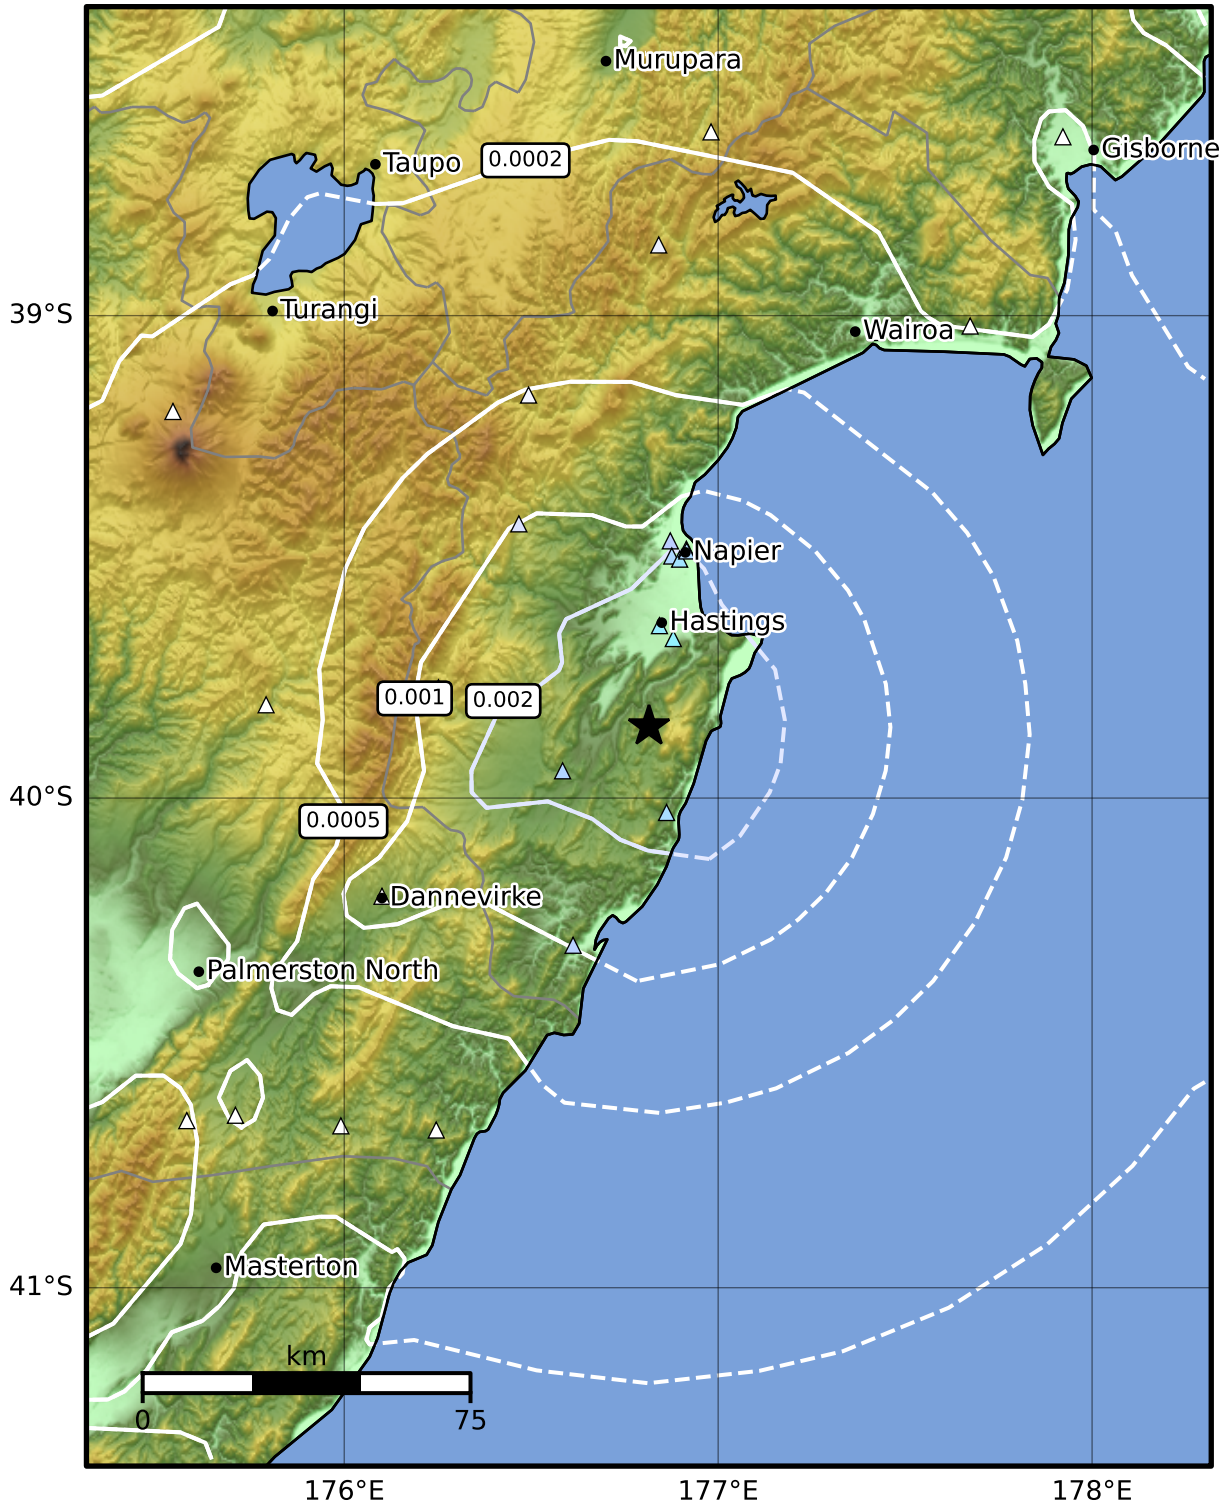 Murupara
Gisborne
Taupo
0.0002
39°S
Turangi
Wairoa
Napier
Hastings
0.001
0.002
40°S
0.0005
Dannevirke
Palmerston North
41°S
Masterton
km
0
75
176°E
177°E
178°E